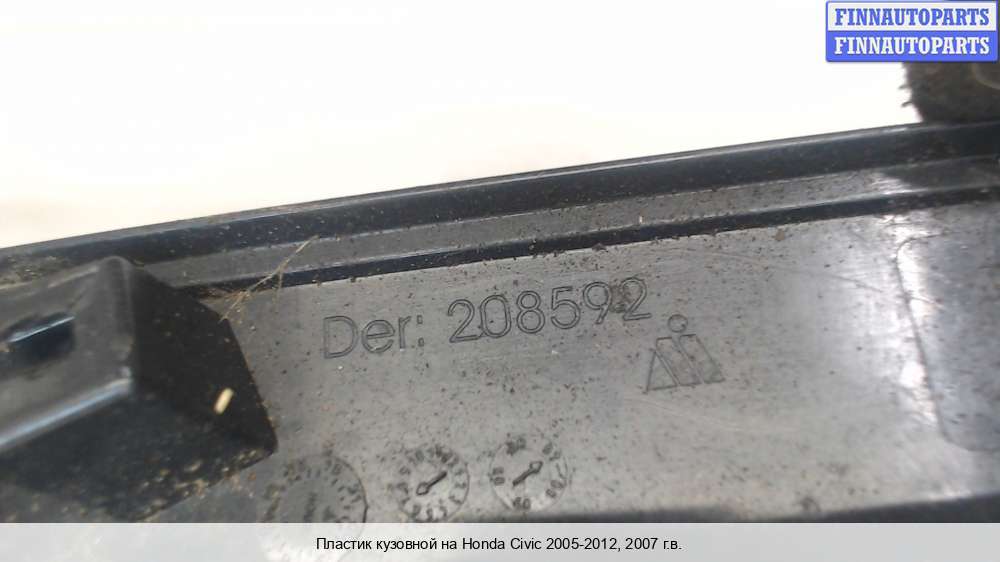 FINNAUTOPARTS
FINNAUTOPARTS
Der: 208592
Пластик кузовной на Honda Civic 2005-2012, 2007 г.в.